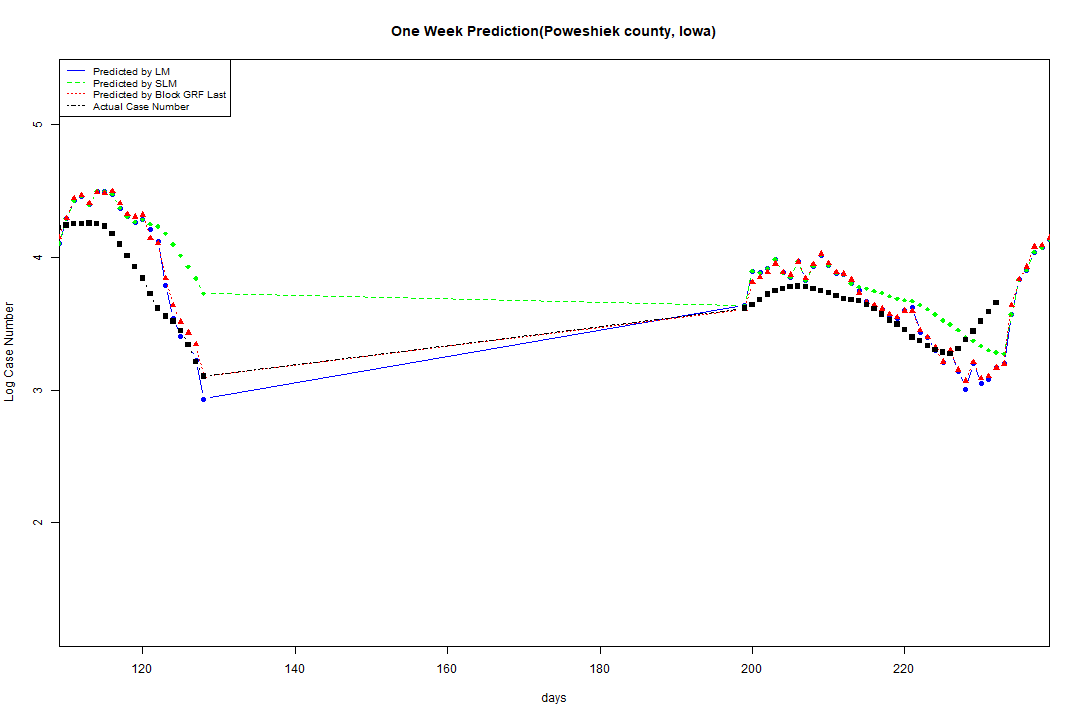 One Week Prediction(Poweshiek county, Iowa)
Predicted by LM
Predicted by SLM
Predicted by Block GRF Last
Actual Case Number
5
4
3
2
Log Case Number
120 140 160 180 200 220
days